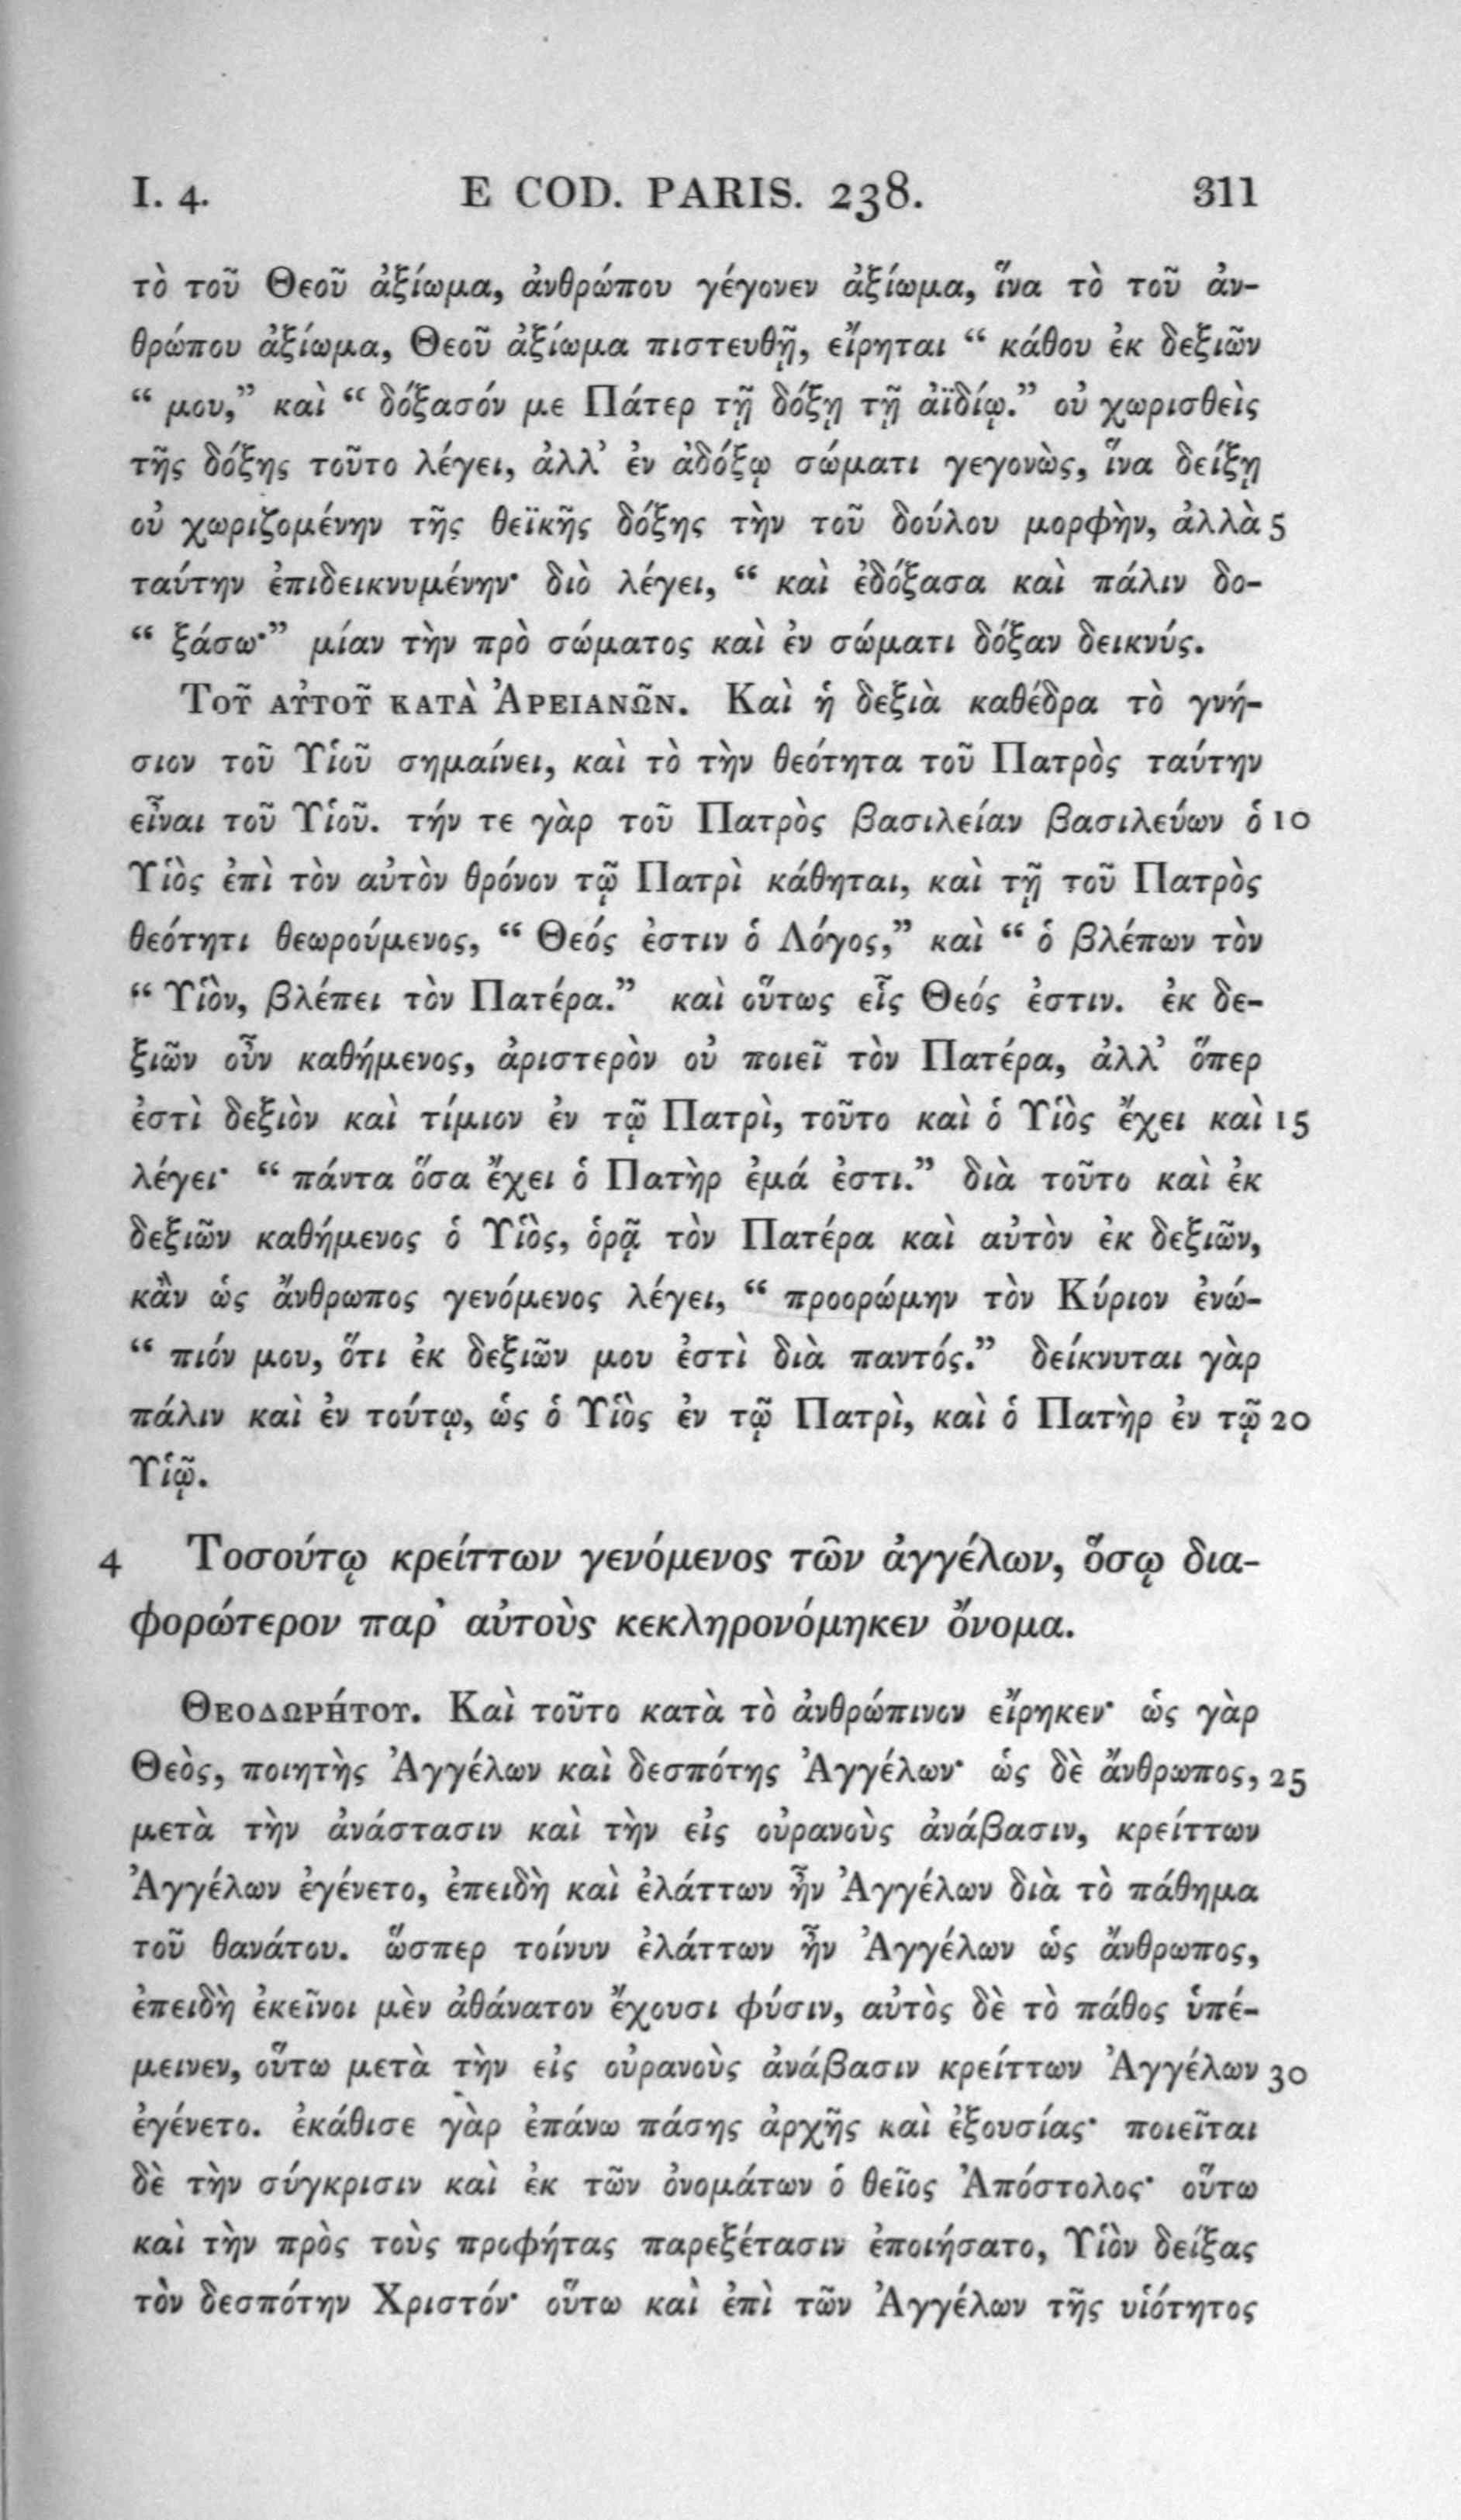 I. 4. E COD. PARIS. 238. 311
τὸ τοῦ Θεοῦ ἀξίωμα, ἀνθρώπου γέγονεν ἀξίωμα, ἵνα τὸ τοῦ ἀν-
θρώπου ἀξίωμα, Θεοῦ ἀξίωμα πιστευθῇ, εἴρηται “ κάθου ἐκ δεξιῶν
“ μου,” καὶ “ δόξασόν με Πάτερ τῇ δόξῃ τῇ ἀϊδίῳ.” οὐ χωρισθεὶς
τῆς δόξης τοῦτο λέγει, ἀλλ’ ἐν ἀδόξῳ σώματι γεγονὼς, ἵνα δείξῃ
οὐ χωριζομένην τῆς θεϊκῆς δόξης τὴν τοῦ δούλου μορφὴν, ἀλλὰ 5
ταύτην ἐπιδεικνυμένην· διὸ λέγει, “ καὶ ἐδόξασα καὶ πάλιν δο-
“ ξάσω·” μίαν τὴν πρὸ σώματος καὶ ἐν σώματι δόξαν δεικνύς.
Τοῦ αὐτοῦ κατὰ Ἀρειανῶν. Καὶ ἡ δεξιὰ καθέδρα τὸ γνή-
σιον τοῦ Υἱοῦ σημαίνει, καὶ τὸ τὴν θεότητα τοῦ Πατρὸς ταύτην
εἶναι τοῦ Υἱοῦ. τήν τε γὰρ τοῦ Πατρὸς βασιλείαν βασιλεύων ὁ 10
Υἱὸς ἐπὶ τὸν αὐτὸν θρόνον τῷ Πατρὶ κάθηται, καὶ τῇ τοῦ Πατρὸς
θεότητι θεωρούμενος, “ Θεός ἐστιν ὁ Λόγος,” καὶ “ ὁ βλέπων τὸν
“ Υἱὸν, βλέπει τὸν Πατέρα.” καὶ οὕτως εἷς Θεός ἐστιν. ἐκ δε-
ξιῶν οὖν καθήμενος, ἀριστερὸν οὐ ποιεῖ τὸν Πατέρα, ἀλλ’ ὅπερ
ἐστὶ δεξιὸν καὶ τίμιον ἐν τῷ Πατρὶ, τοῦτο καὶ ὁ Υἱὸς ἔχει καὶ 15
λέγει· “ πάντα ὅσα ἔχει ὁ Πατὴρ ἐμά ἐστι.” διὰ τοῦτο καὶ ἐκ
δεξιῶν καθήμενος ὁ Υἱὸς, ὁρᾷ τὸν Πατέρα καὶ αὐτὸν ἐκ δεξιῶν,
κἂν ὡς ἄνθρωπος γενόμενος λέγει, “ προορώμην τὸν Κύριον ἐνώ-
“ πιόν μου, ὅτι ἐκ δεξιῶν μου ἐστὶ διὰ παντός.” δείκνυται γὰρ
πάλιν καὶ ἐν τούτῳ, ὡς ὁ Υἱὸς ἐν τῷ Πατρὶ, καὶ ὁ Πατὴρ ἐν τῷ 20
Υἱῷ.
4 Τοσούτῳ κρείττων γενόμενος τῶν ἀγγέλων, ὅσῳ δια-
φορώτερον παρ’ αὐτοὺς κεκληρονόμηκεν ὄνομα.
Θεοδωρήτου. Καὶ τοῦτο κατὰ τὸ ἀνθρώπινον εἴρηκεν· ὡς γὰρ
Θεὸς, ποιητὴς Ἀγγέλων καὶ δεσπότης Ἀγγέλων· ὡς δὲ ἄνθρωπος, 25
μετὰ τὴν ἀνάστασιν καὶ τὴν εἰς οὐρανοὺς ἀνάβασιν, κρείττων
Ἀγγέλων ἐγένετο, ἐπειδὴ καὶ ἐλάττων ἦν Ἀγγέλων διὰ τὸ πάθημα
τοῦ θανάτου. ὥσπερ τοίνυν ἐλάττων ἦν Ἀγγέλων ὡς ἄνθρωπος,
ἐπειδὴ ἐκεῖνοι μὲν ἀθάνατον ἔχουσι φύσιν, αὐτὸς δὲ τὸ πάθος ὑπέ-
μεινεν, οὕτω μετὰ τὴν εἰς οὐρανοὺς ἀνάβασιν κρείττων Ἀγγέλων 30
ἐγένετο. ἐκάθισε γὰρ ἐπάνω πάσης ἀρχῆς καὶ ἐξουσίας· ποιεῖται
δὲ τὴν σύγκρισιν καὶ ἐκ τῶν ὀνομάτων ὁ θεῖος Ἀπόστολος· οὕτω
καὶ τὴν πρὸς τοὺς προφήτας παρεξέτασιν ἐποιήσατο, Υἱὸν δείξας
τὸν δεσπότην Χριστόν· οὕτω καὶ ἐπὶ τῶν Ἀγγέλων τῆς υἱότητος